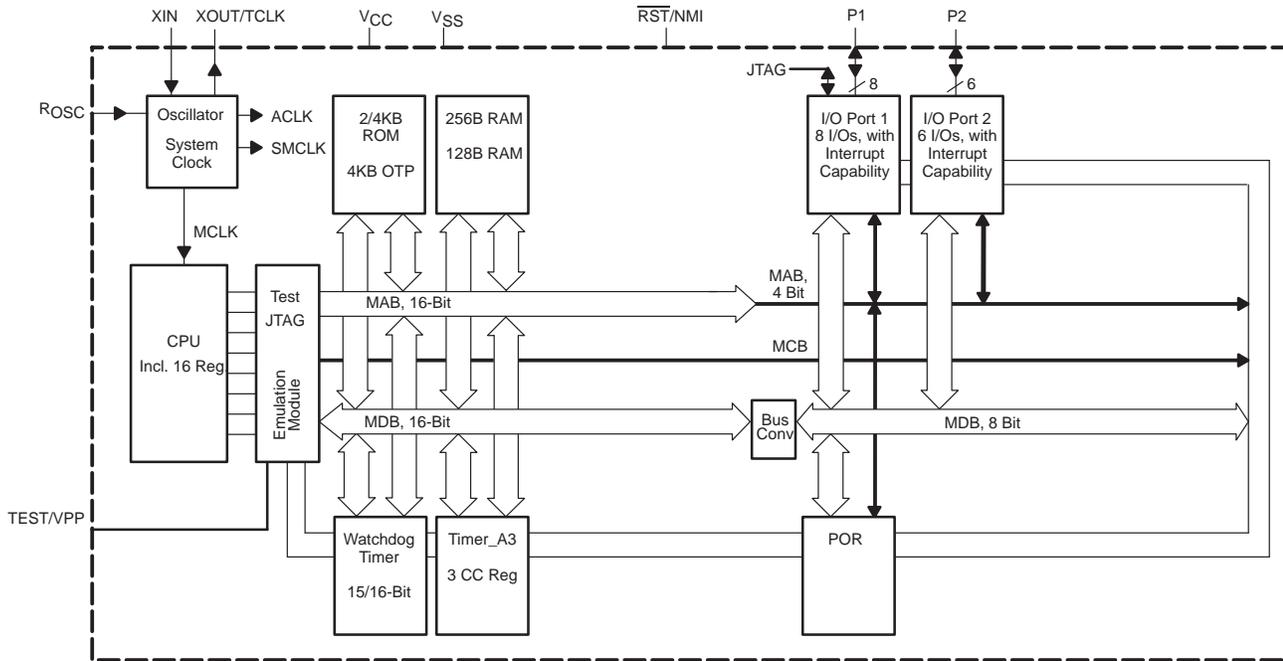 XIN
XOUT/TCLK
VCC
VSS
RST/NMI
P1
P2
JTAG
8
6
ROSC
Oscillator
System
Clock
ACLK
SMCLK
2/4KB
ROM
4KB OTP
256B RAM
128B RAM
I/O Port 1
8 I/Os, with
Interrupt
Capability
I/O Port 2
6 I/Os, with
Interrupt
Capability
MCLK
CPU
Incl. 16 Reg.
Test
JTAG
Emulation
Module
MAB, 16-Bit
MAB,
4 Bit
MCB
MDB, 16-Bit
Bus
Conv
MDB, 8 Bit
TEST/VPP
Watchdog
Timer
15/16-Bit
Timer_A3
3 CC Reg
POR